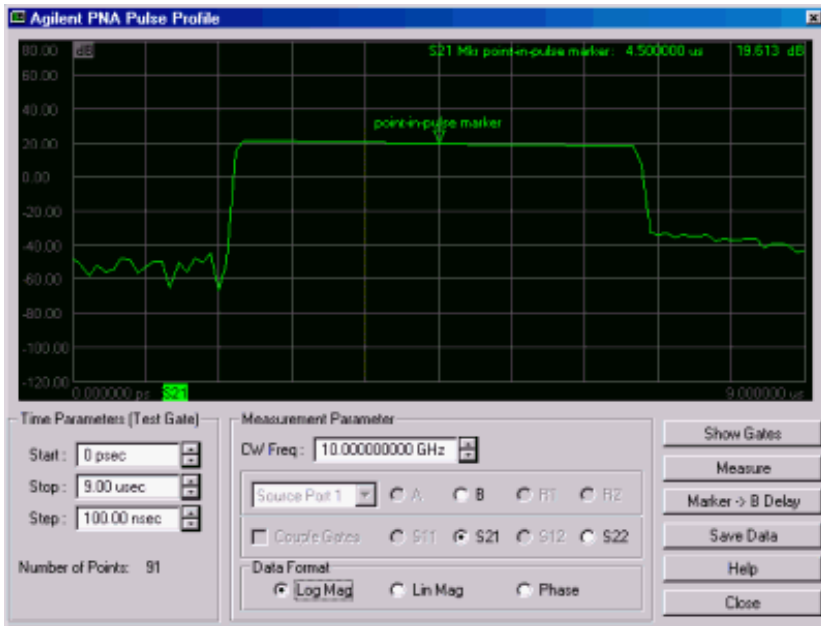 Agilent PNA Pulse Profile
80.00 dB S21 Mkr point-in-pulse marker: 4.500000 us 19.613 dB
60.00
40.00
point-in-pulse marker
20.00
0.00
-20.00
-40.00
-60.00
-80.00
-100.00
-120.00
0.000000 ps S21 9.000000 us
Time Parameters (Test Gate)
Start: 0 psec
Stop: 9.00 usec
Step: 100.00 nsec
Number of Points: 91
Measurement Parameter
CW Freq: 10.000000000 GHz
Source Port 1 A B R1 R2
Couple Gates S11 S21 S12 S22
Data Format
Log Mag Lin Mag Phase
Show Gates
Measure
Marker -> B Delay
Save Data
Help
Close